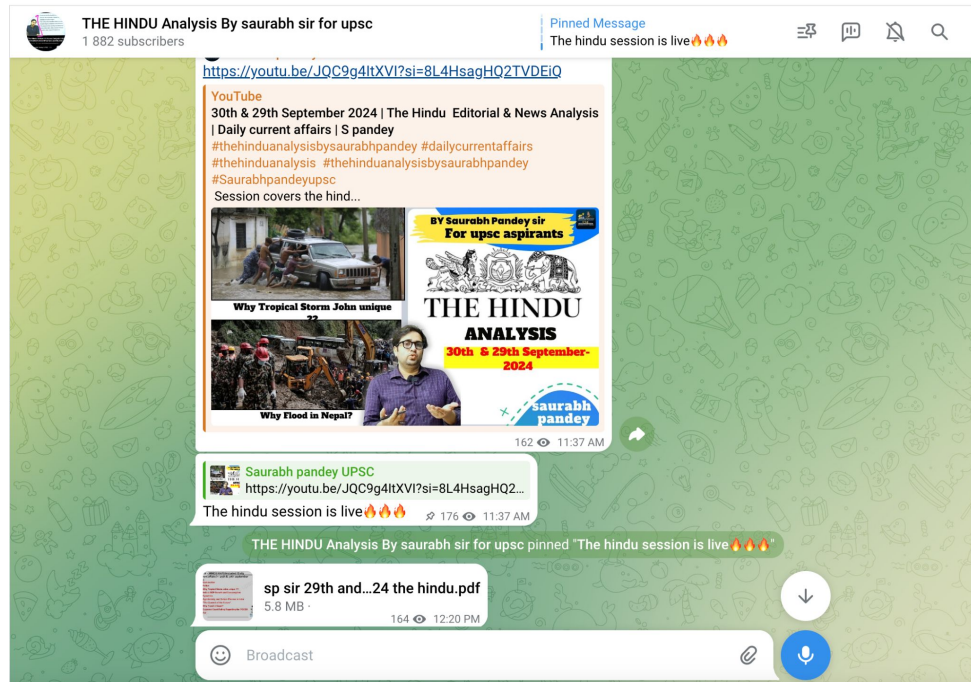 THE HINDU Analysis By saurabh sir for upsc
1 882 subscribers
Pinned Message
The hindu session is live🔥🔥🔥
https://youtu.be/JQC9g4ltXVI?si=8L4HsagHQ2TVDEiQ
YouTube
30th & 29th September 2024 | The Hindu Editorial & News Analysis
| Daily current affairs | S pandey
#thehinduanalysisbysaurabhpandey #dailycurrentaffairs
#thehinduanalysis #thehinduanalysisbysaurabhpandey
#Saurabhpandeyupsc
Session covers the hind...
Why Tropical Storm John unique
??
Why Flood in Nepal?
BY Saurabh Pandey sir
For upsc aspirants
THE HINDU
ANALYSIS
30th & 29th September-
2024
saurabh
pandey
162 11:37 AM
Saurabh pandey UPSC
https://youtu.be/JQC9g4ltXVI?si=8L4HsagHQ2...
The hindu session is live🔥🔥🔥
176 11:37 AM
THE HINDU Analysis By saurabh sir for upsc pinned "The hindu session is live🔥🔥🔥"
sp sir 29th and...24 the hindu.pdf
5.8 MB ·
164 12:20 PM
Broadcast